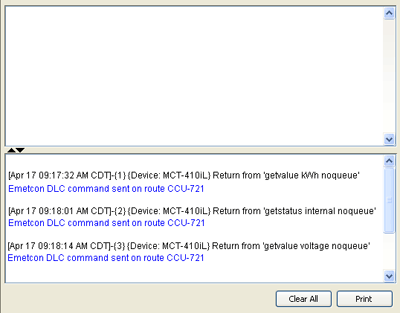 [Apr 17 09:17:32 AM CDT]-{1} {Device: MCT-410iL} Return from 'getvalue kWh noqueue'
Emetcon DLC command sent on route CCU-721
[Apr 17 09:18:01 AM CDT]-{2} {Device: MCT-410iL} Return from 'getstatus internal noqueue'
Emetcon DLC command sent on route CCU-721
[Apr 17 09:18:14 AM CDT]-{3} {Device: MCT-410iL} Return from 'getvalue voltage noqueue'
Emetcon DLC command sent on route CCU-721
Clear All Print